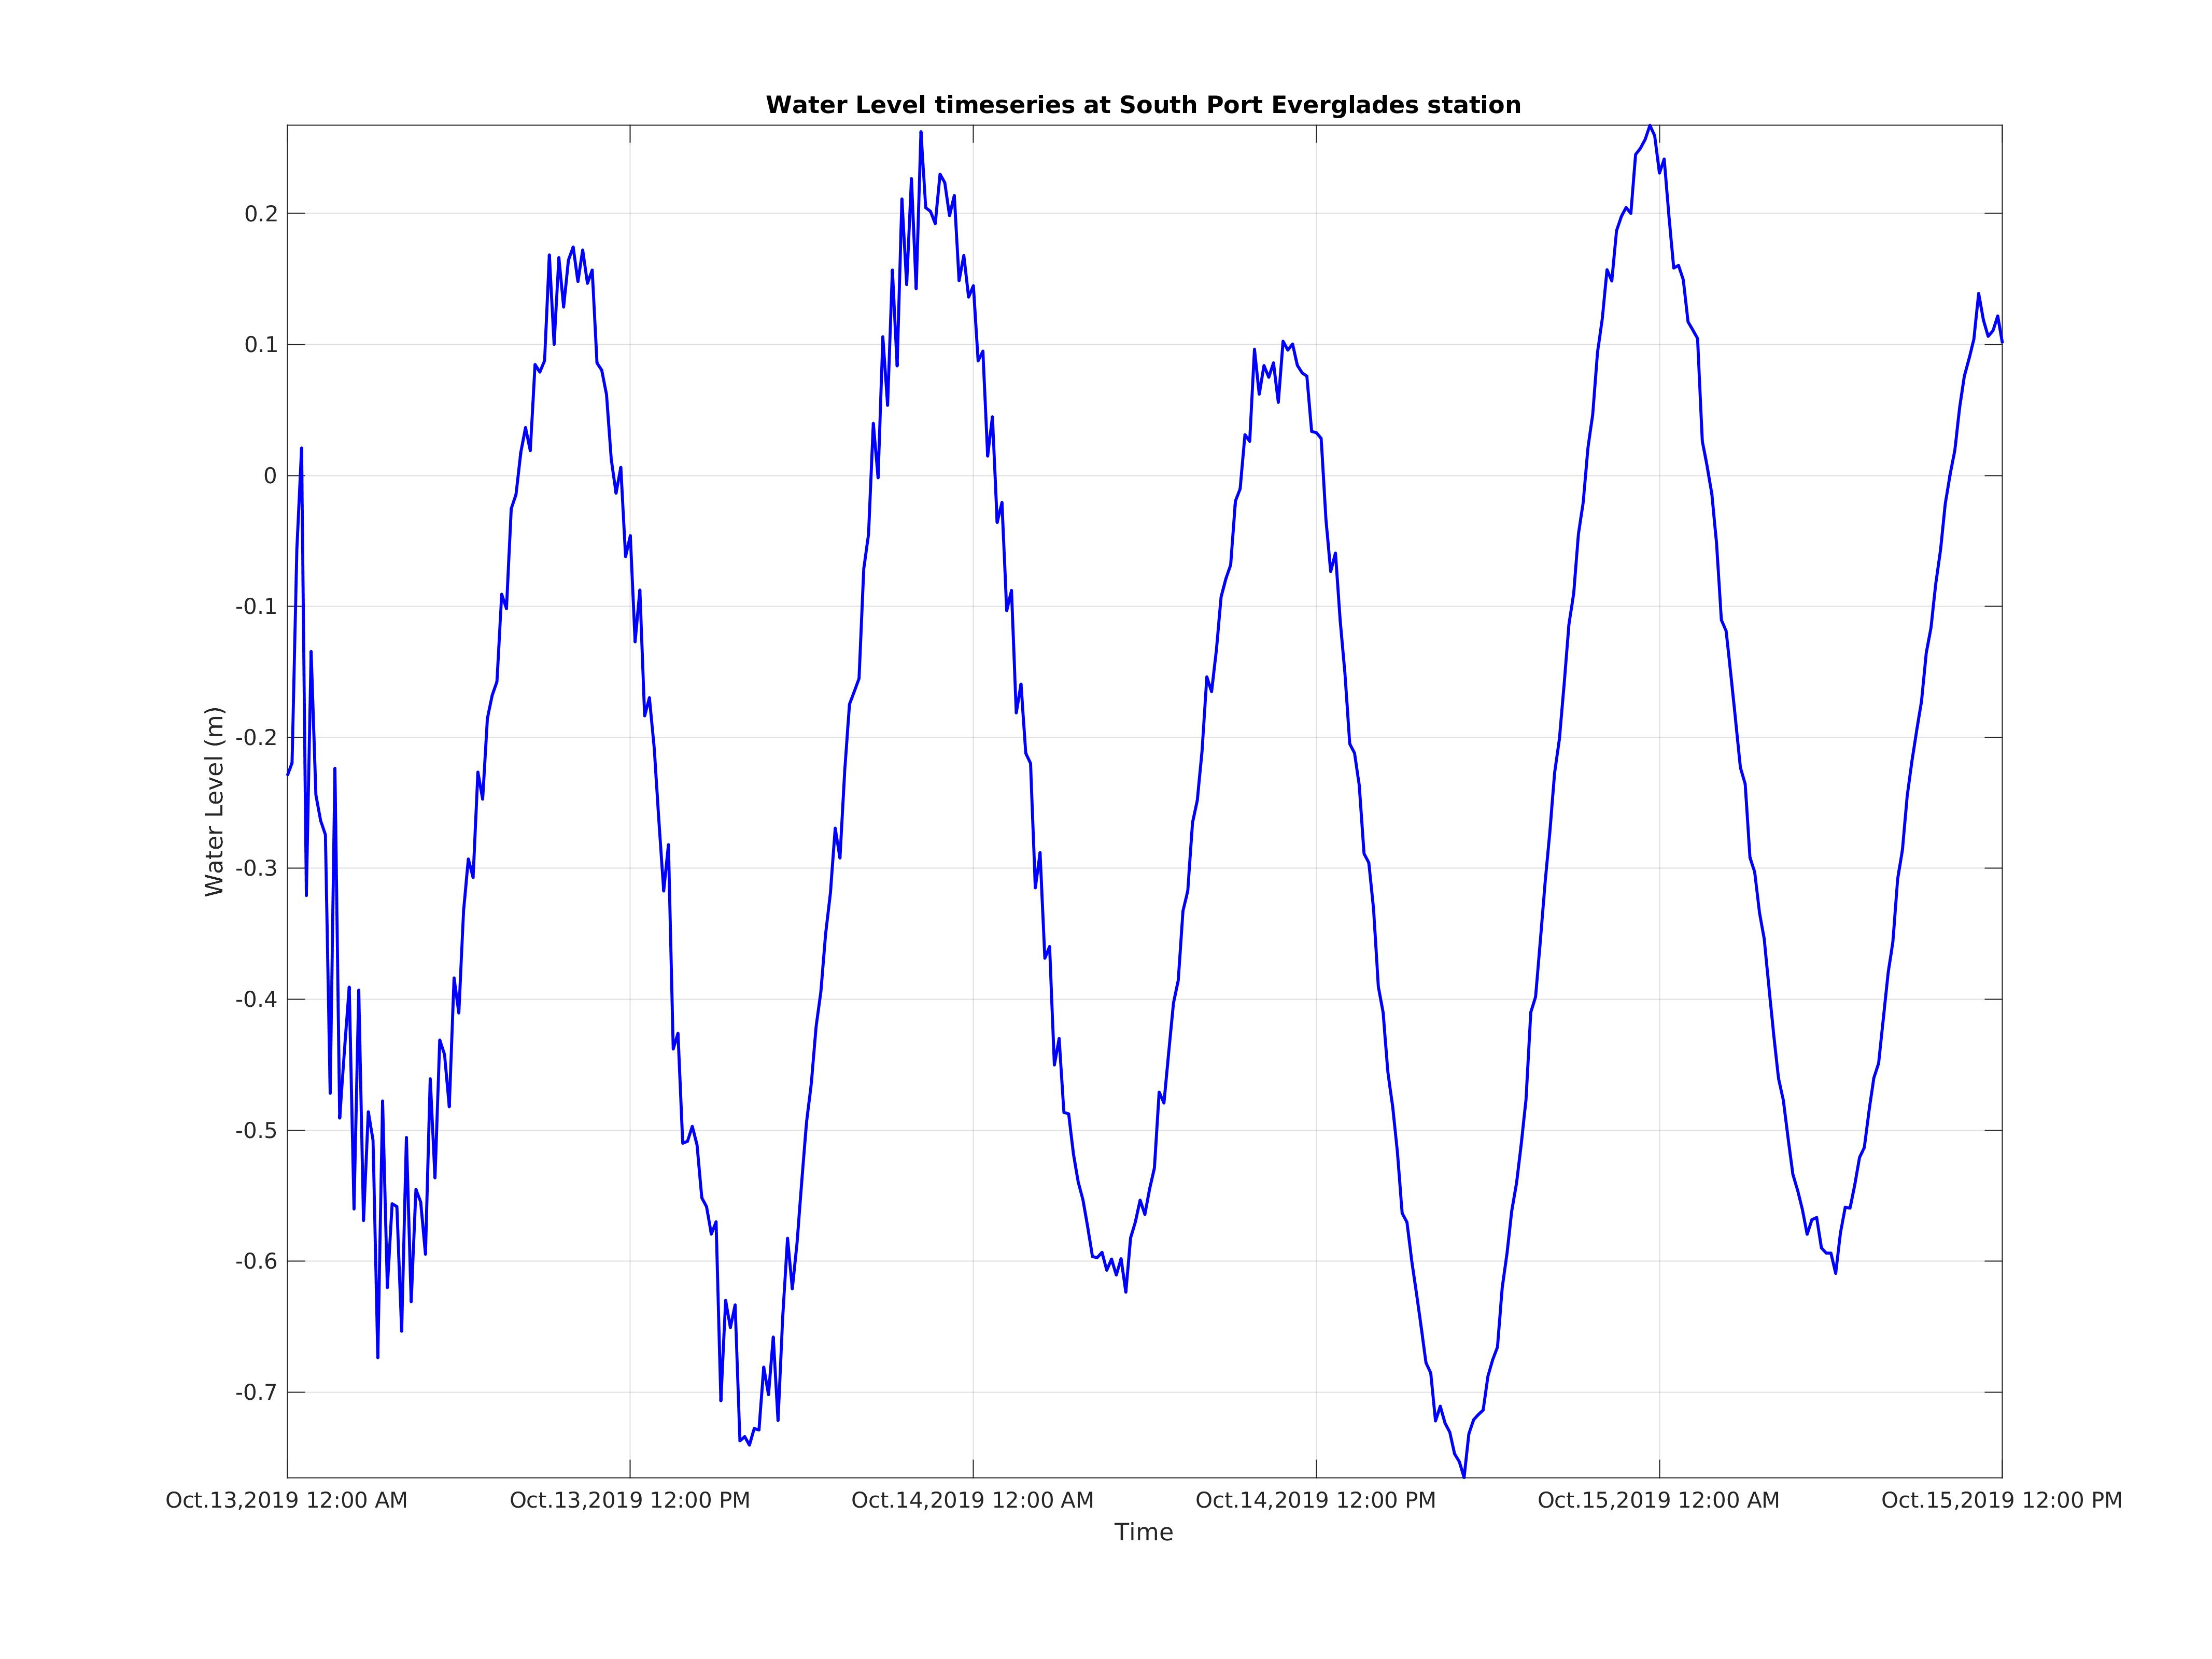 Water Level timeseries at South Port Everglades station
0.2
0.1
0
-0.1
-0.2
-0.3
-0.4
-0.5
-0.6
-0.7
Water Level (m)
Oct.13,2019 12:00 AM
Oct.13,2019 12:00 PM
Oct.14,2019 12:00 AM
Oct.14,2019 12:00 PM
Oct.15,2019 12:00 AM
Oct.15,2019 12:00 PM
Time